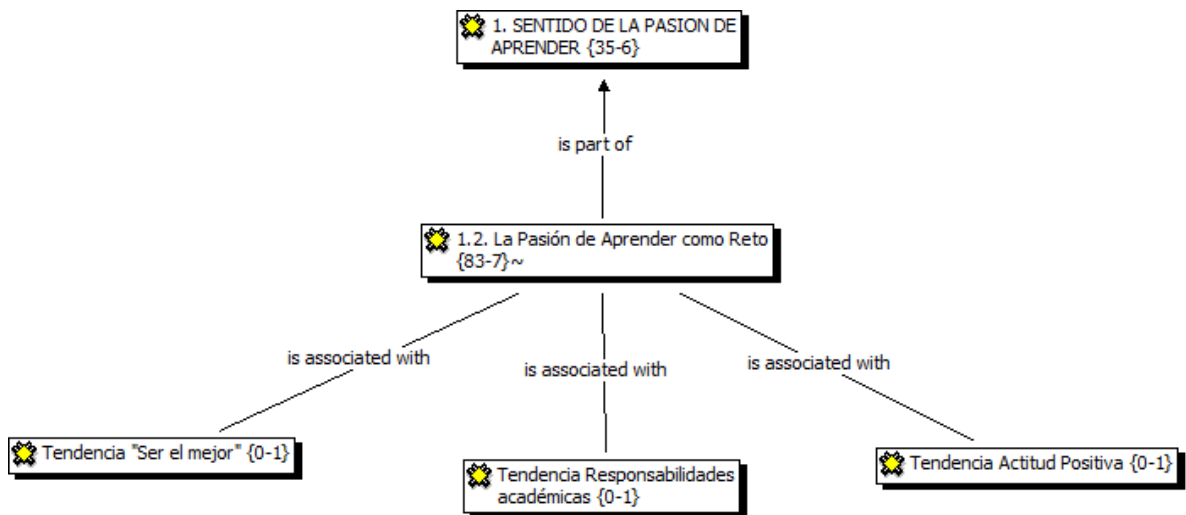 1. SENTIDO DE LA PASION DE
APRENDER {35-6}
is part of
1.2. La Pasión de Aprender como Reto
{83-7}~
is associated with
is associated with
is associated with
Tendencia "Ser el mejor" {0-1}
Tendencia Responsabilidades
académicas {0-1}
Tendencia Actitud Positiva {0-1}